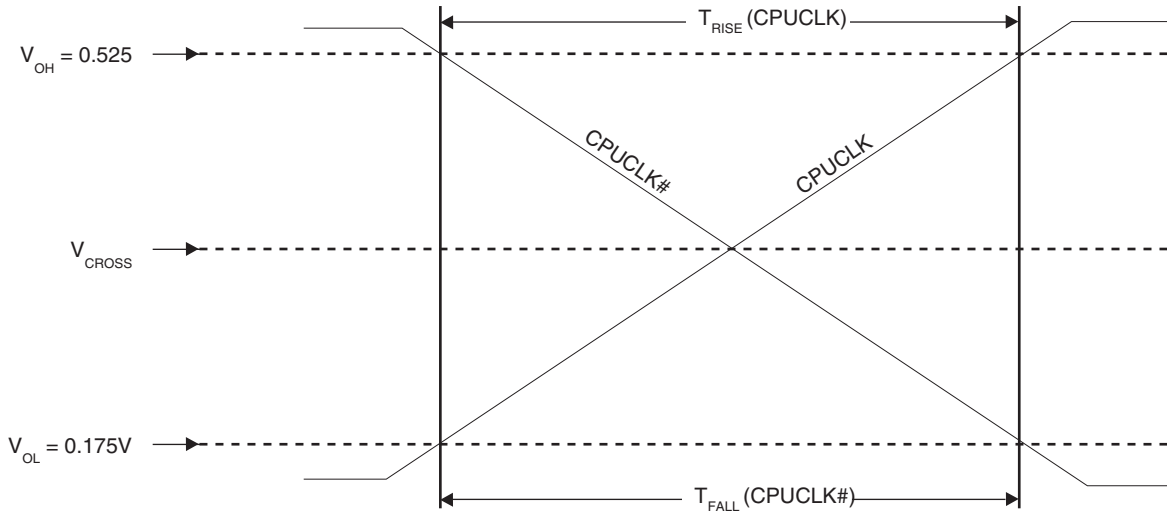 T_RISE (CPUCLK)
V_OH = 0.525
CPUCLK#
CPUCLK
V_CROSS
V_OL = 0.175V
T_FALL (CPUCLK#)